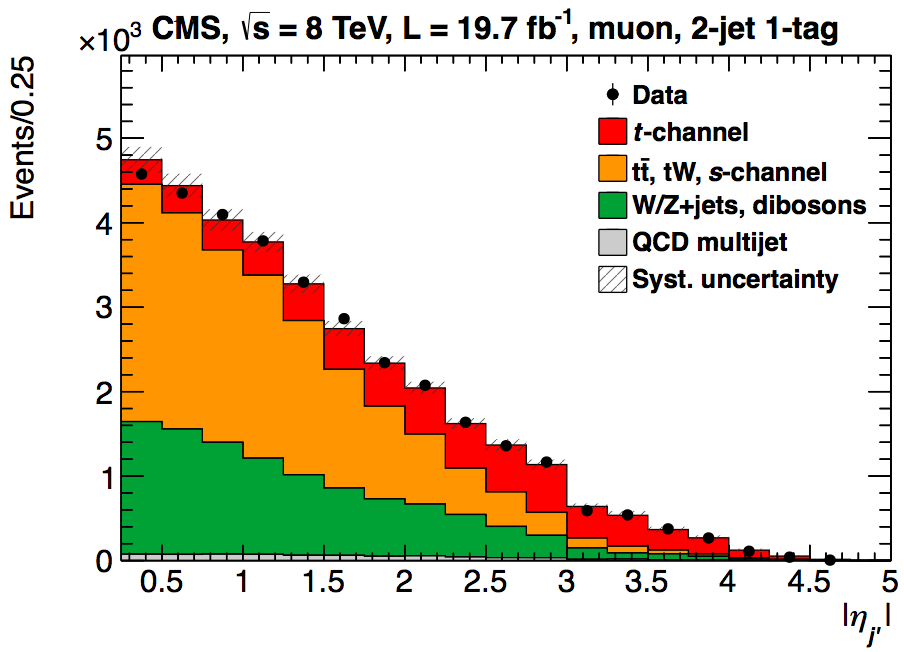 ×10³ CMS, √s = 8 TeV, L = 19.7 fb⁻¹, muon, 2-jet 1-tag
Events/0.25
Data
t-channel
tt̄, tW, s-channel
W/Z+jets, dibosons
QCD multijet
Syst. uncertainty
5
4
3
2
1
0
0.5 1 1.5 2 2.5 3 3.5 4 4.5 5
|ηj'|